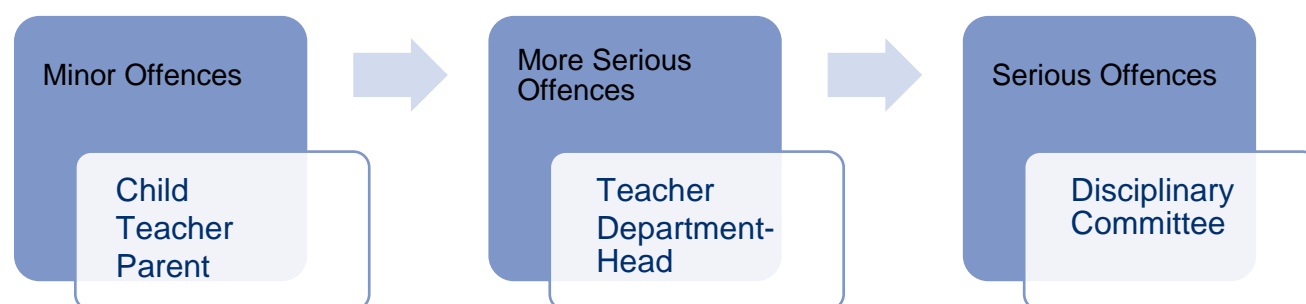 Minor Offences
Child
Teacher
Parent
More Serious
Offences
Teacher
Department-
Head
Serious Offences
Disciplinary
Committee